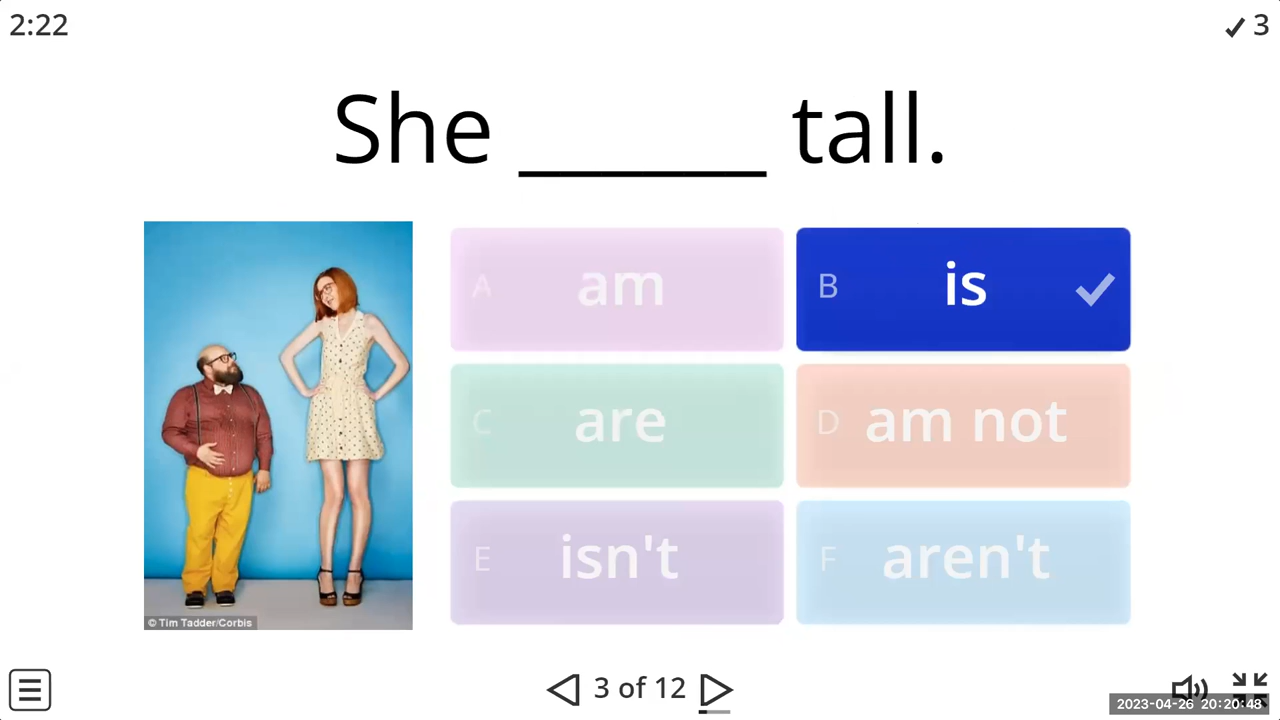 2:22
✓ 3
She ______ tall.
A am
B is ✓
C are
D am not
E isn't
F aren't
© Tim Tadder/Corbis
3 of 12
2023-04-26 20:20:48